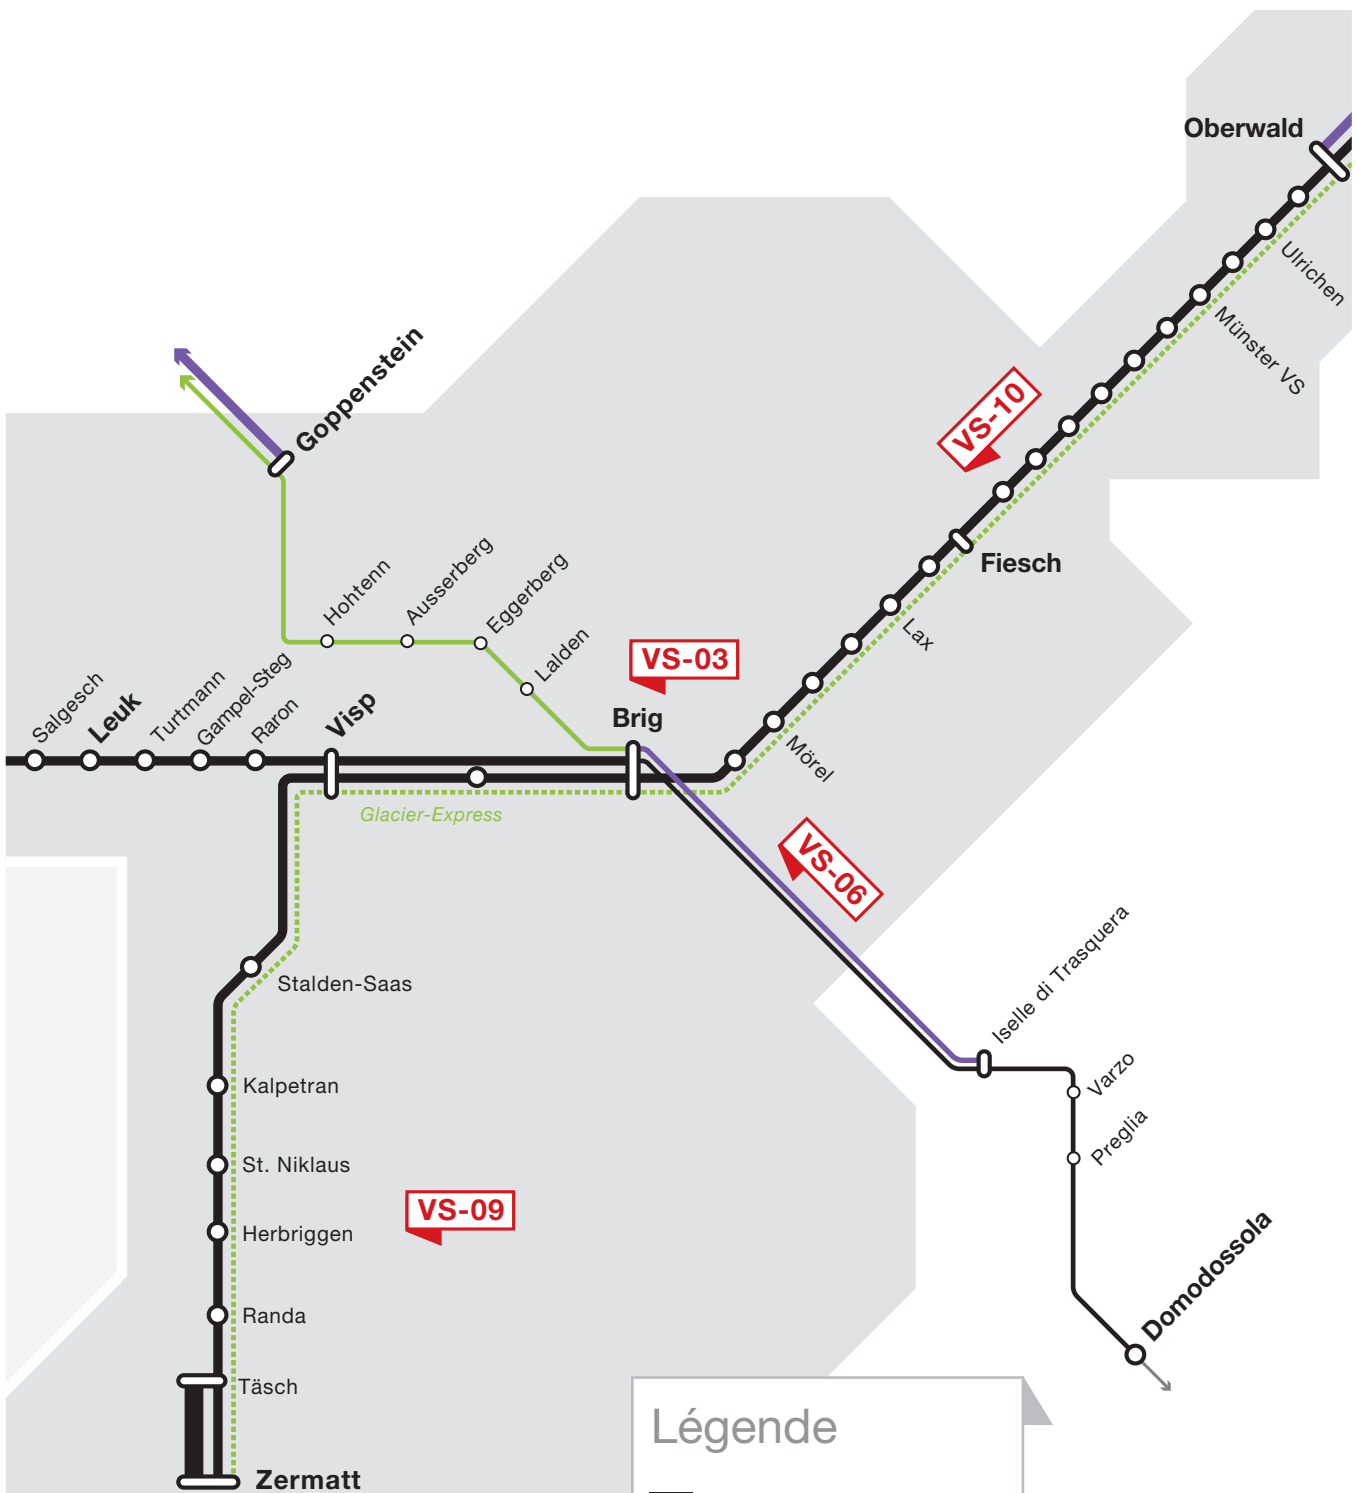 Oberwald
Ulrichen
Münster VS
Goppenstein
VS-10
Fiesch
Hohtenn
Ausserberg
Eggerberg
Lalden
Lax
VS-03
Salgesch
Leuk
Turtmann
Gampel-Steg
Raron
Visp
Brig
Mörel
Glacier-Express
VS-06
Iselle di Trasquera
Stalden-Saas
Varzo
Kalpetran
Preglia
St. Niklaus
VS-09
Herbriggen
Domodossola
Randa
Täsch
Légende
Zermatt